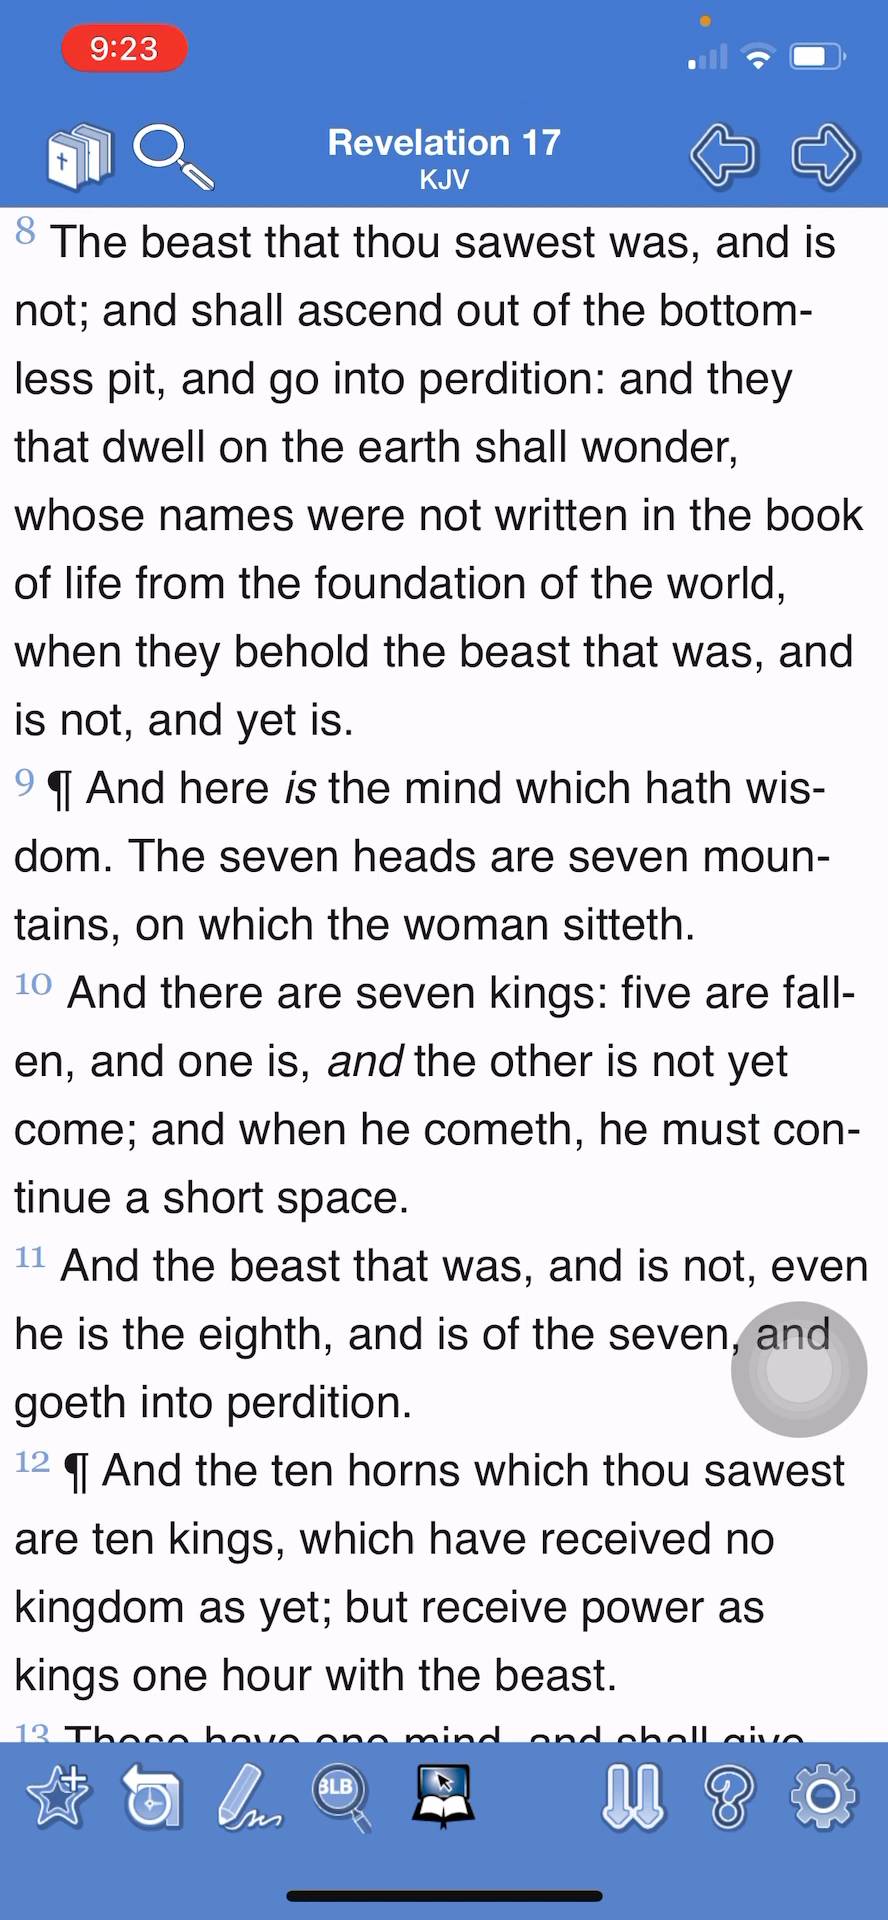 9:23
Revelation 17
KJV
8 The beast that thou sawest was, and is
not; and shall ascend out of the bottom-
less pit, and go into perdition: and they
that dwell on the earth shall wonder,
whose names were not written in the book
of life from the foundation of the world,
when they behold the beast that was, and
is not, and yet is.
9 ¶ And here is the mind which hath wis-
dom. The seven heads are seven moun-
tains, on which the woman sitteth.
10 And there are seven kings: five are fall-
en, and one is, and the other is not yet
come; and when he cometh, he must con-
tinue a short space.
11 And the beast that was, and is not, even
he is the eighth, and is of the seven, and
goeth into perdition.
12 ¶ And the ten horns which thou sawest
are ten kings, which have received no
kingdom as yet; but receive power as
kings one hour with the beast.
13 These have one mind, and shall give
BLB